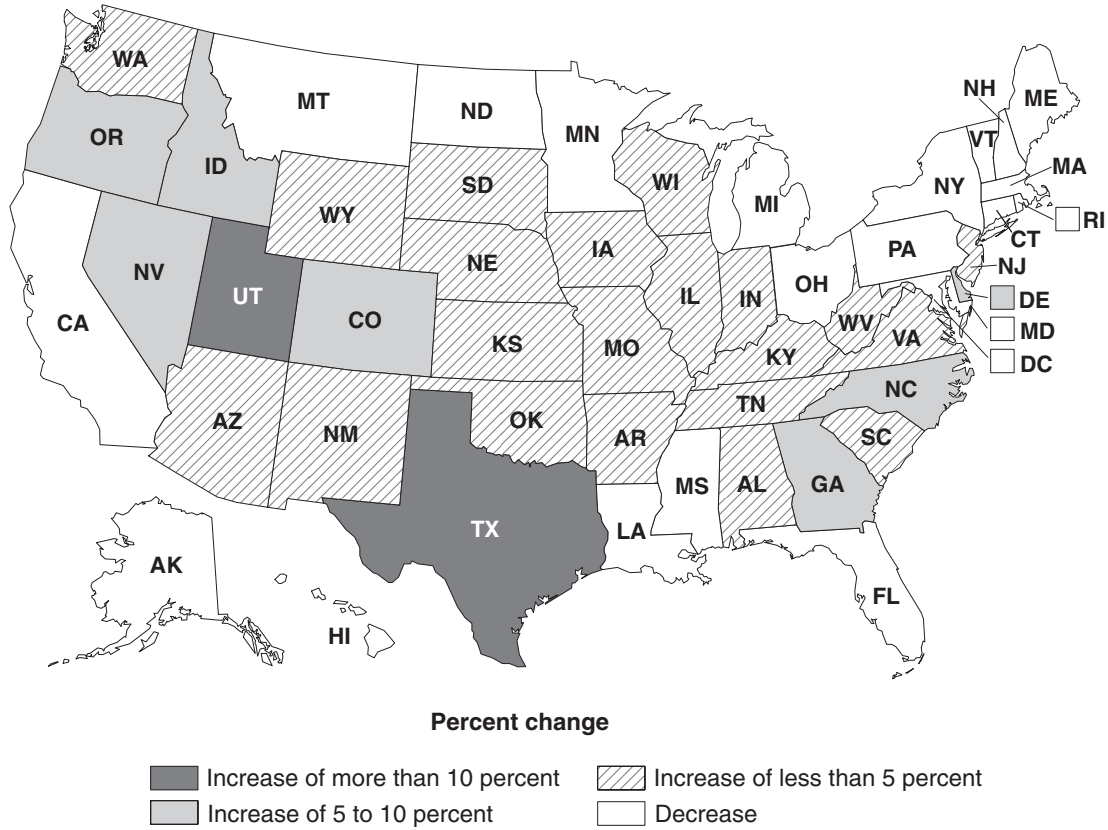 WA
MT
ND
MN
OR
ID
WY
SD
WI
MI
NH
VT
ME
NY
MA
RI
CT
NV
UT
CO
NE
IA
IL
IN
OH
PA
NJ
DE
MD
DC
CA
KS
MO
KY
WV
VA
AZ
NM
OK
AR
TN
NC
SC
TX
LA
MS
AL
GA
AK
HI
FL
Percent change
Increase of more than 10 percent
Increase of less than 5 percent
Increase of 5 to 10 percent
Decrease